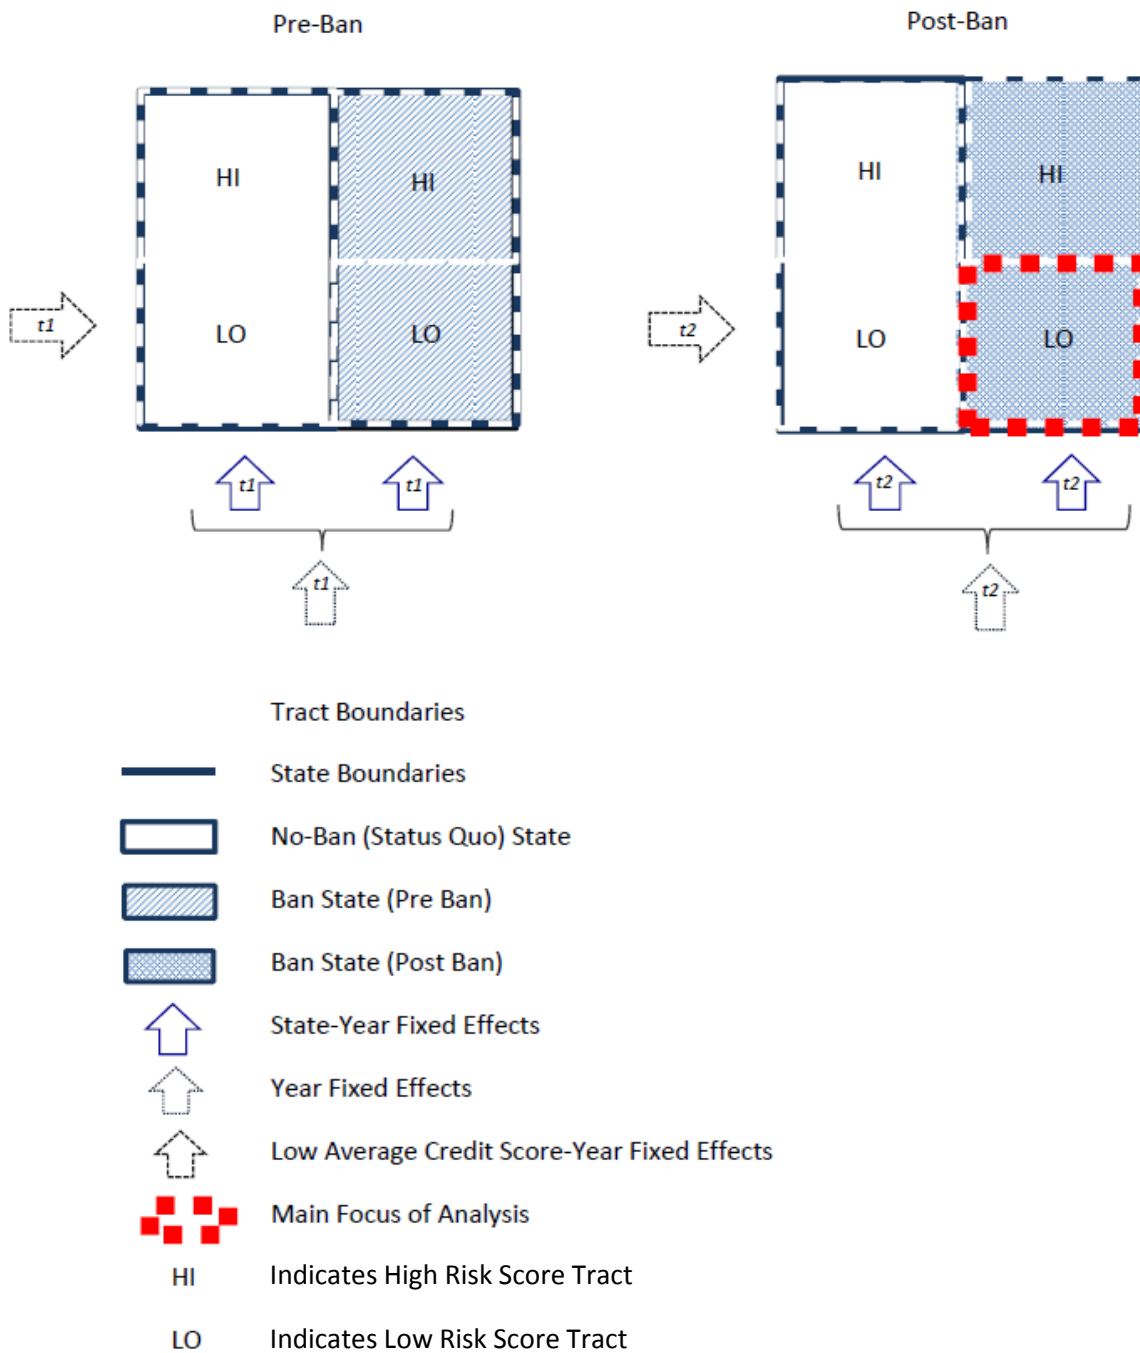 Pre-Ban
Post-Ban
HI
HI
HI
HI
t1
LO
LO
t2
LO
LO
t1
t1
t2
t2
t1
t2
Tract Boundaries
State Boundaries
No-Ban (Status Quo) State
Ban State (Pre Ban)
Ban State (Post Ban)
State-Year Fixed Effects
Year Fixed Effects
Low Average Credit Score-Year Fixed Effects
Main Focus of Analysis
HI Indicates High Risk Score Tract
LO Indicates Low Risk Score Tract